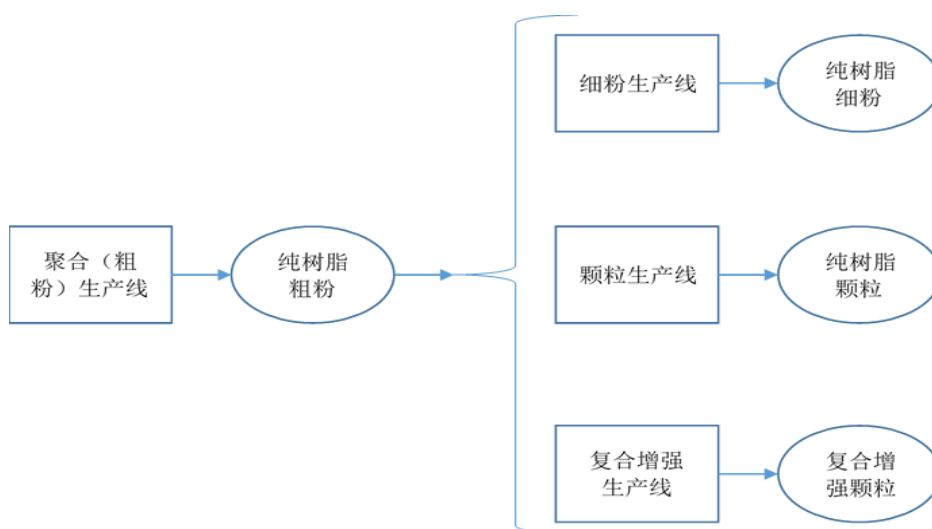 细粉生产线
纯树脂
细粉
聚合（粗
粉）生产线
纯树脂
粗粉
颗粒生产线
纯树脂
颗粒
复合增强
生产线
复合增
强颗粒